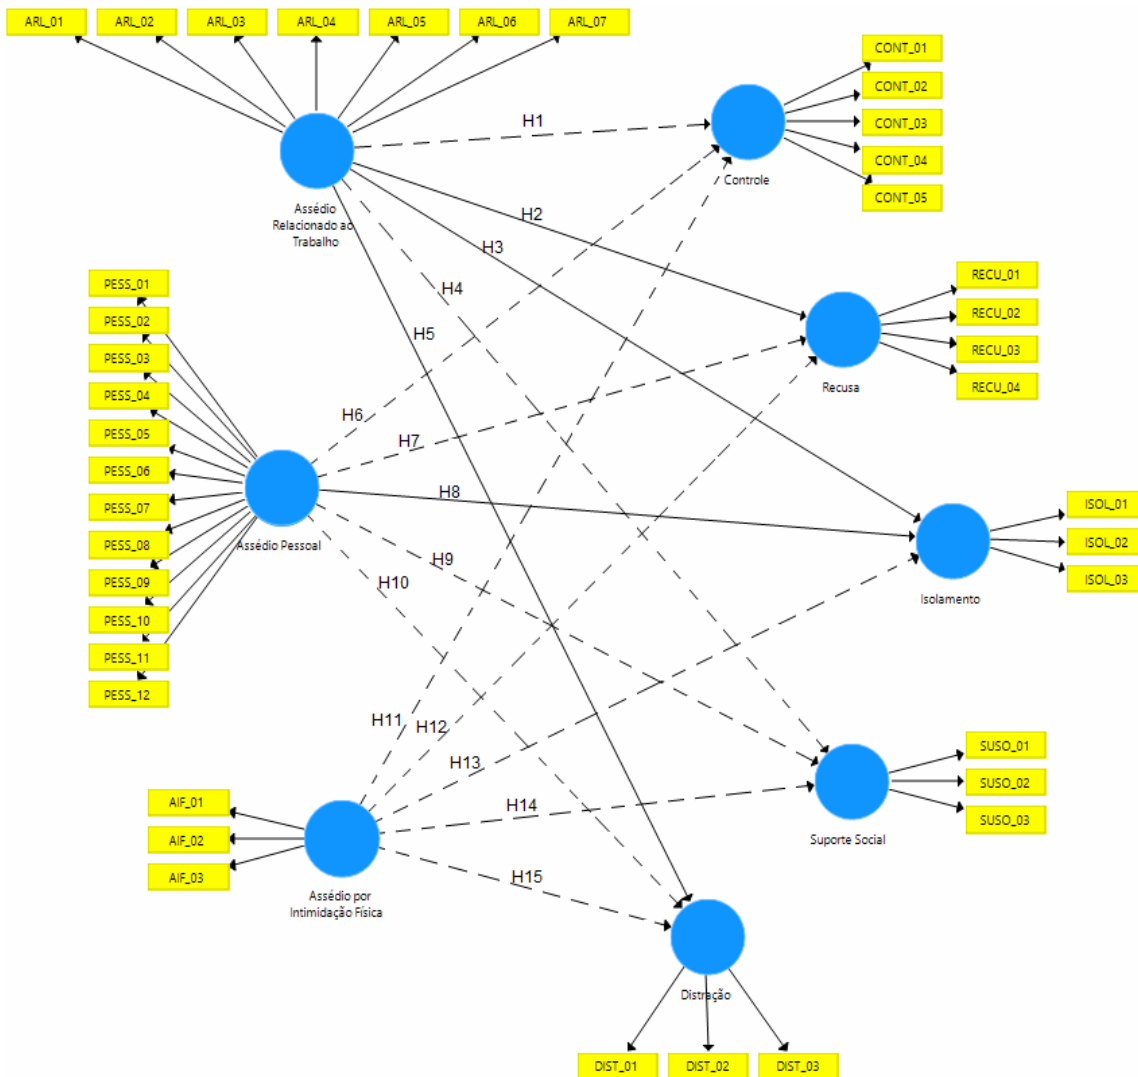 ARL_01 ARL_02 ARL_03 ARL_04 ARL_05 ARL_06 ARL_07
Assédio
Relacionado ao
Trabalho
CONT_01
CONT_02
CONT_03
CONT_04
CONT_05
Controle
H1
H2
H3
H4
H5
PESS_01
PESS_02
PESS_03
PESS_04
PESS_05
PESS_06
PESS_07
PESS_08
PESS_09
PESS_10
PESS_11
PESS_12
Assédio Pessoal
RECU_01
RECU_02
RECU_03
RECU_04
Recusa
H6
H7
H8
H9
H10
ISOL_01
ISOL_02
ISOL_03
Isolamento
H11
H12
H13
H14
H15
AIF_01
AIF_02
AIF_03
Assédio por
Intimidação Física
SUSO_01
SUSO_02
SUSO_03
Suporte Social
Distração
DIST_01 DIST_02 DIST_03